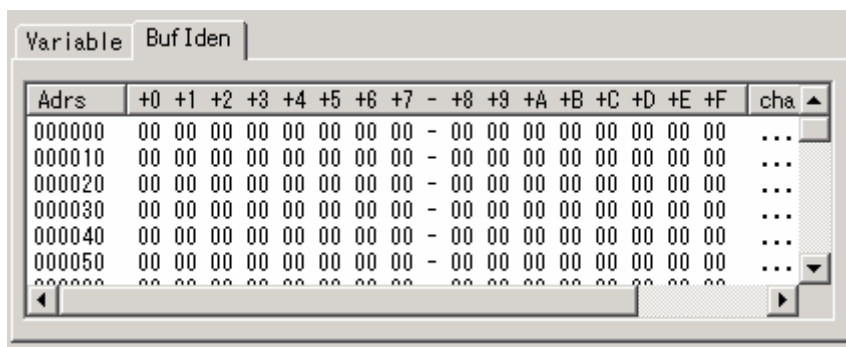 Variable BufIden
Adrs +0 +1 +2 +3 +4 +5 +6 +7 - +8 +9 +A +B +C +D +E +F cha
000000 00 00 00 00 00 00 00 00 - 00 00 00 00 00 00 00 00 ...
000010 00 00 00 00 00 00 00 00 - 00 00 00 00 00 00 00 00 ...
000020 00 00 00 00 00 00 00 00 - 00 00 00 00 00 00 00 00 ...
000030 00 00 00 00 00 00 00 00 - 00 00 00 00 00 00 00 00 ...
000040 00 00 00 00 00 00 00 00 - 00 00 00 00 00 00 00 00 ...
000050 00 00 00 00 00 00 00 00 - 00 00 00 00 00 00 00 00 ...